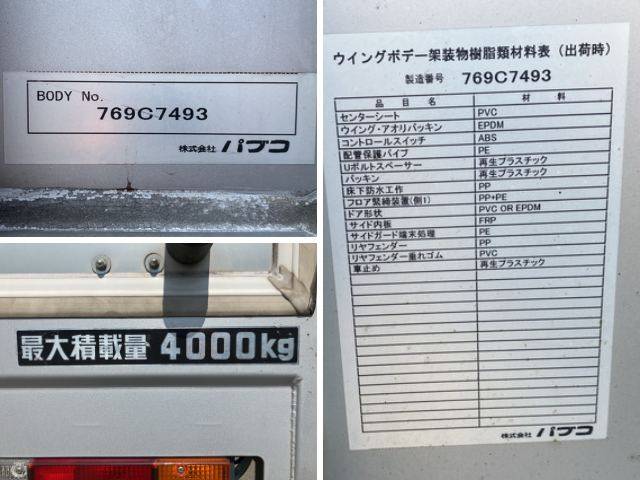 BODY No.
769C7493
株式会社 パブコ
最大積載量 4000kg
ウイングボデー架装物樹脂類材料表（出荷時）
製造番号 769C7493
品目名 材料
センターシート PVC
ウイング・アオリパッキン EPDM
コントロールスイッチ ABS
配管保護パイプ PE
Uボルトスペーサー 再生プラスチック
パッキン 再生プラスチック
床下防水工作 PP
フロア緊締装置(側1) PP+PE
ドア形状 PVC OR EPDM
サイド内板 FRP
サイドガード端末処理 PE
リヤフェンダー PP
リヤフェンダー垂れゴム PVC
車止め 再生プラスチック
株式会社 パブコ